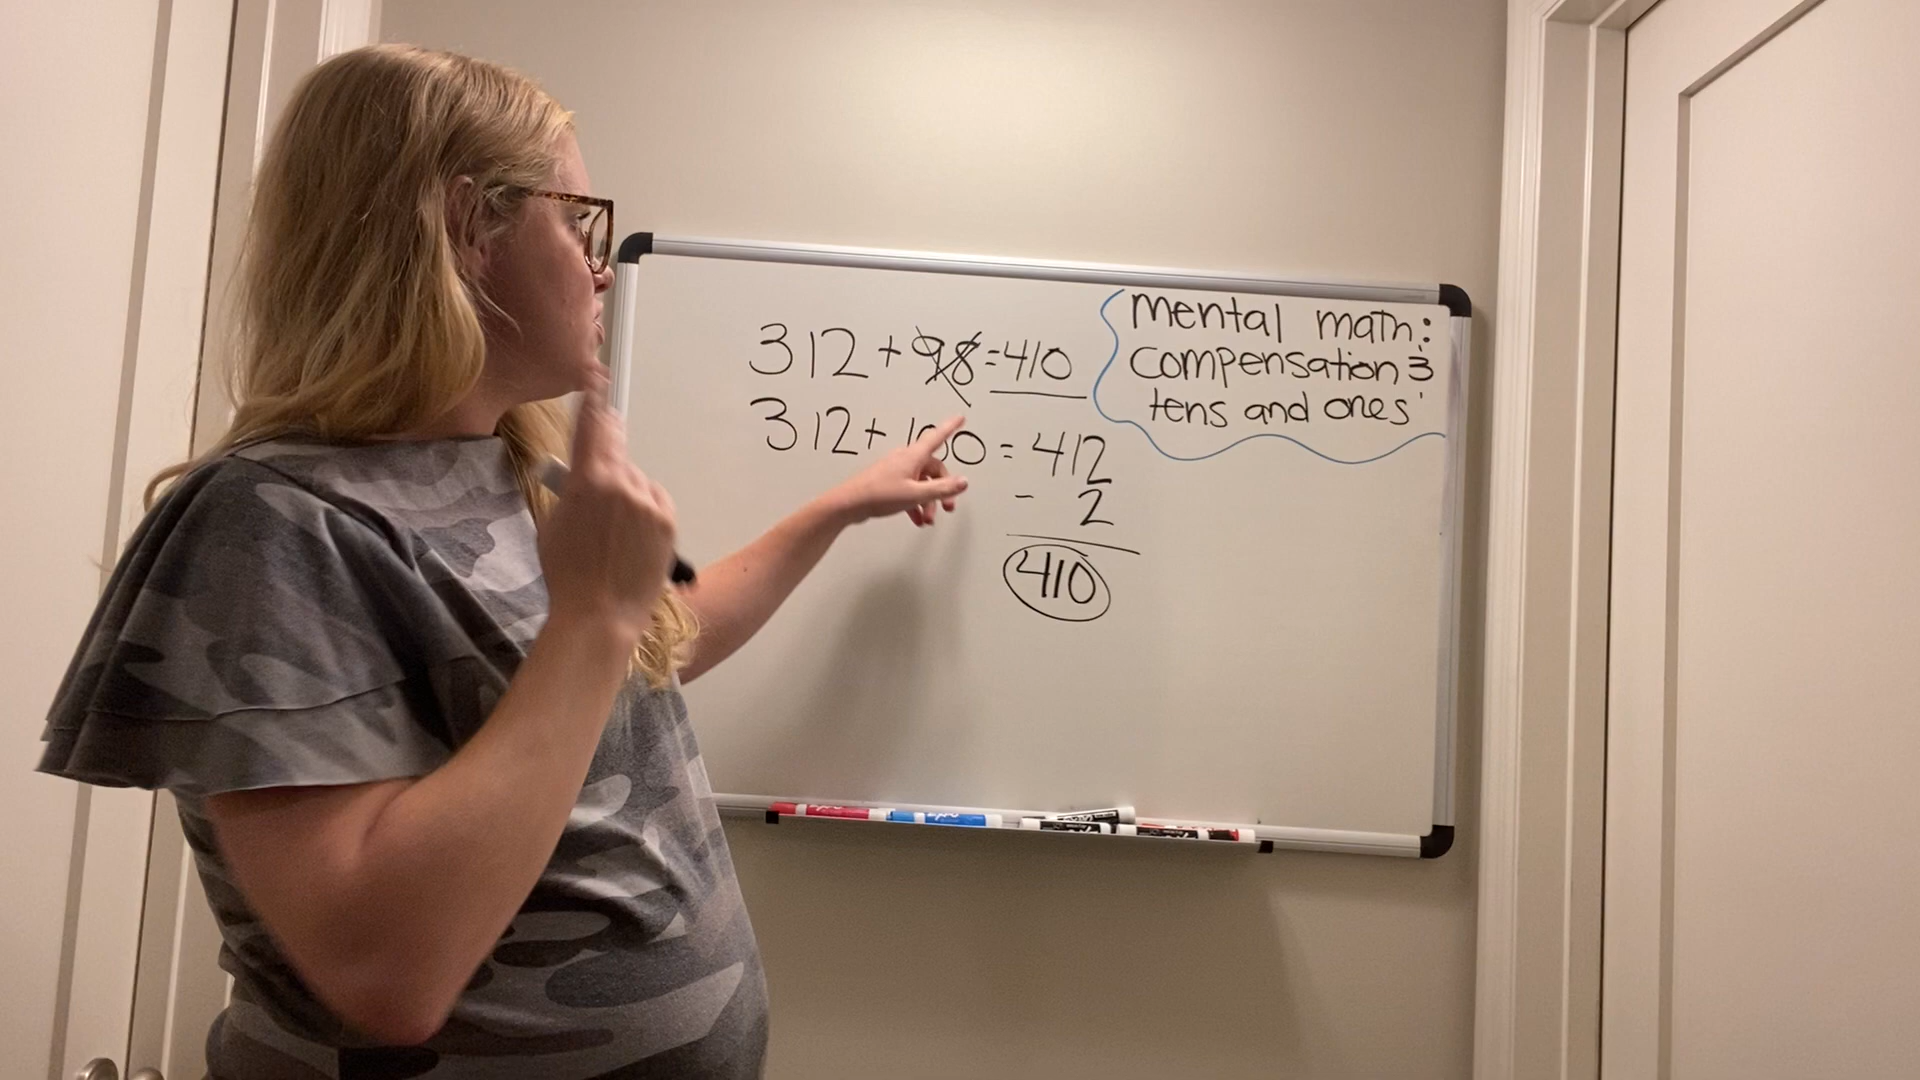 312 + 98 = 410
312 + 100 = 412
- 2
410
mental math:
compensation &
tens and ones